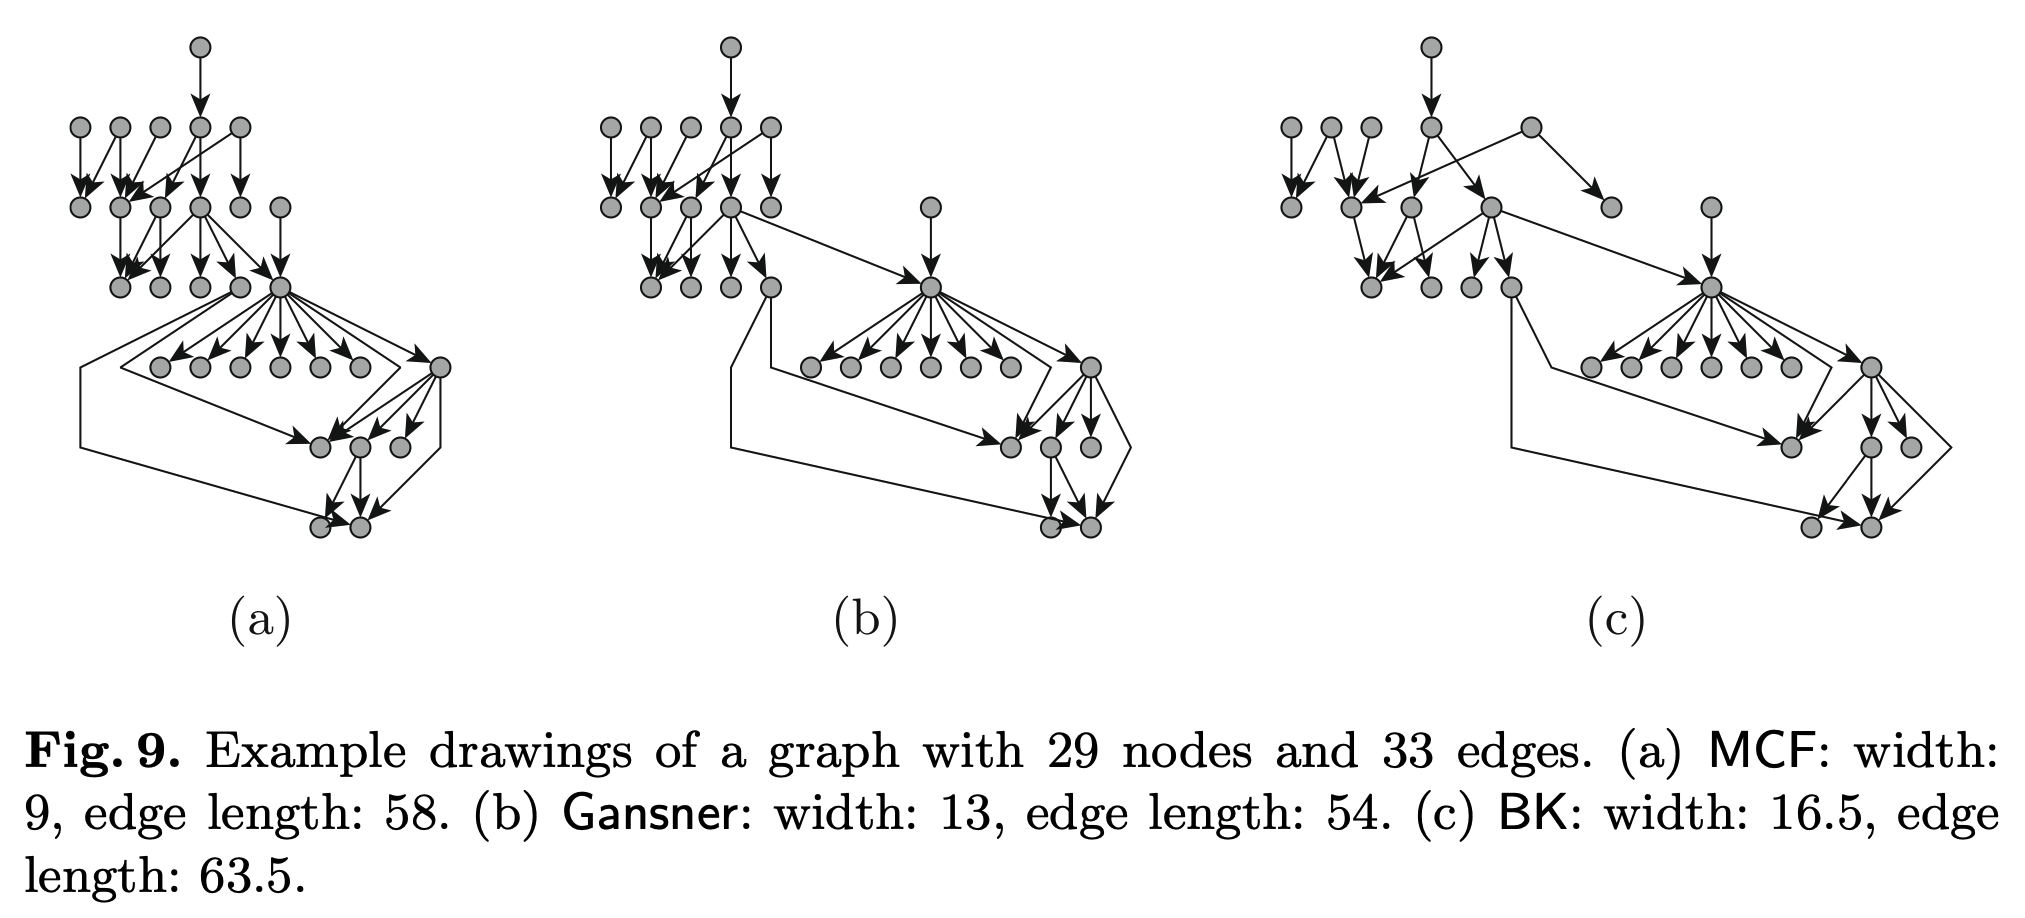 (a) (b) (c)
Fig. 9. Example drawings of a graph with 29 nodes and 33 edges. (a) MCF: width:
9, edge length: 58. (b) Gansner: width: 13, edge length: 54. (c) BK: width: 16.5, edge
length: 63.5.